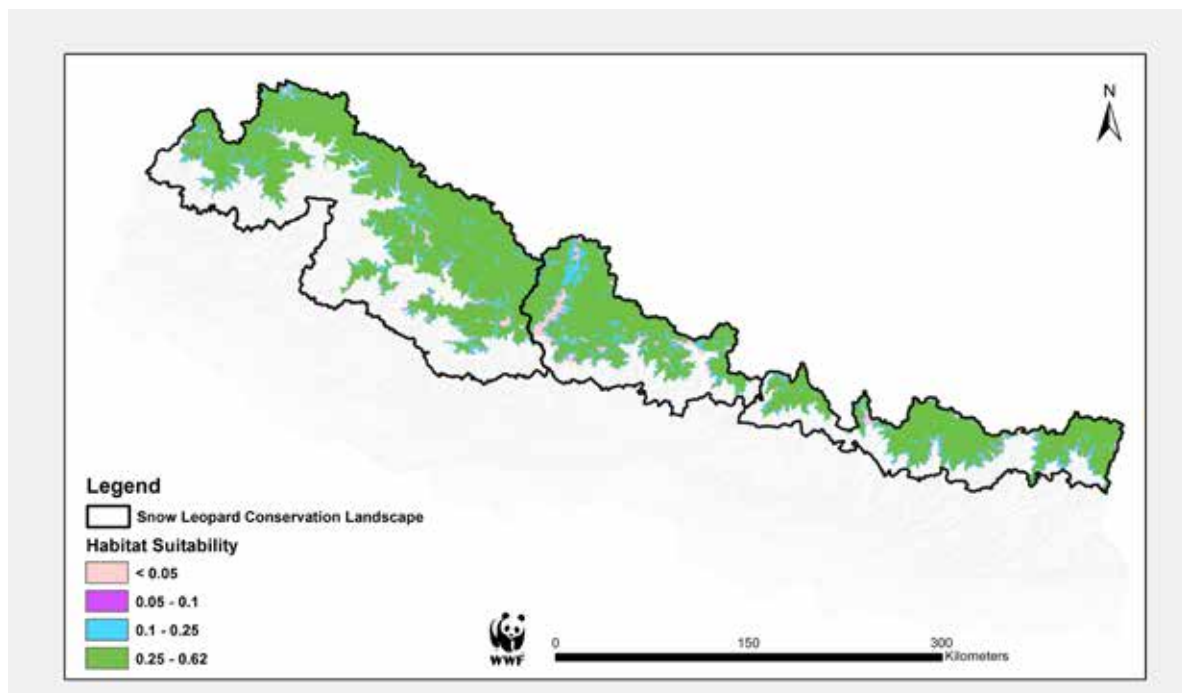 N
Legend
Snow Leopard Conservation Landscape
Habitat Suitability
< 0.05
0.05 - 0.1
0.1 - 0.25
0.25 - 0.62
WWF
0 150 300
Kilometers